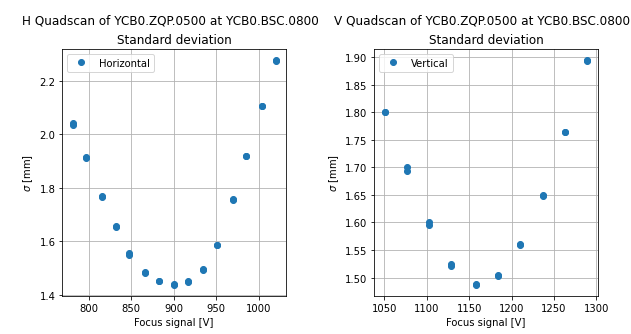 H Quadscan of YCB0.ZQP.0500 at YCB0.BSC.0800
Standard deviation
Horizontal
σ [mm]
2.2
2.0
1.8
1.6
1.4
800 850 900 950 1000
Focus signal [V]
V Quadscan of YCB0.ZQP.0500 at YCB0.BSC.0800
Standard deviation
Vertical
σ [mm]
1.90
1.85
1.80
1.75
1.70
1.65
1.60
1.55
1.50
1050 1100 1150 1200 1250 1300
Focus signal [V]